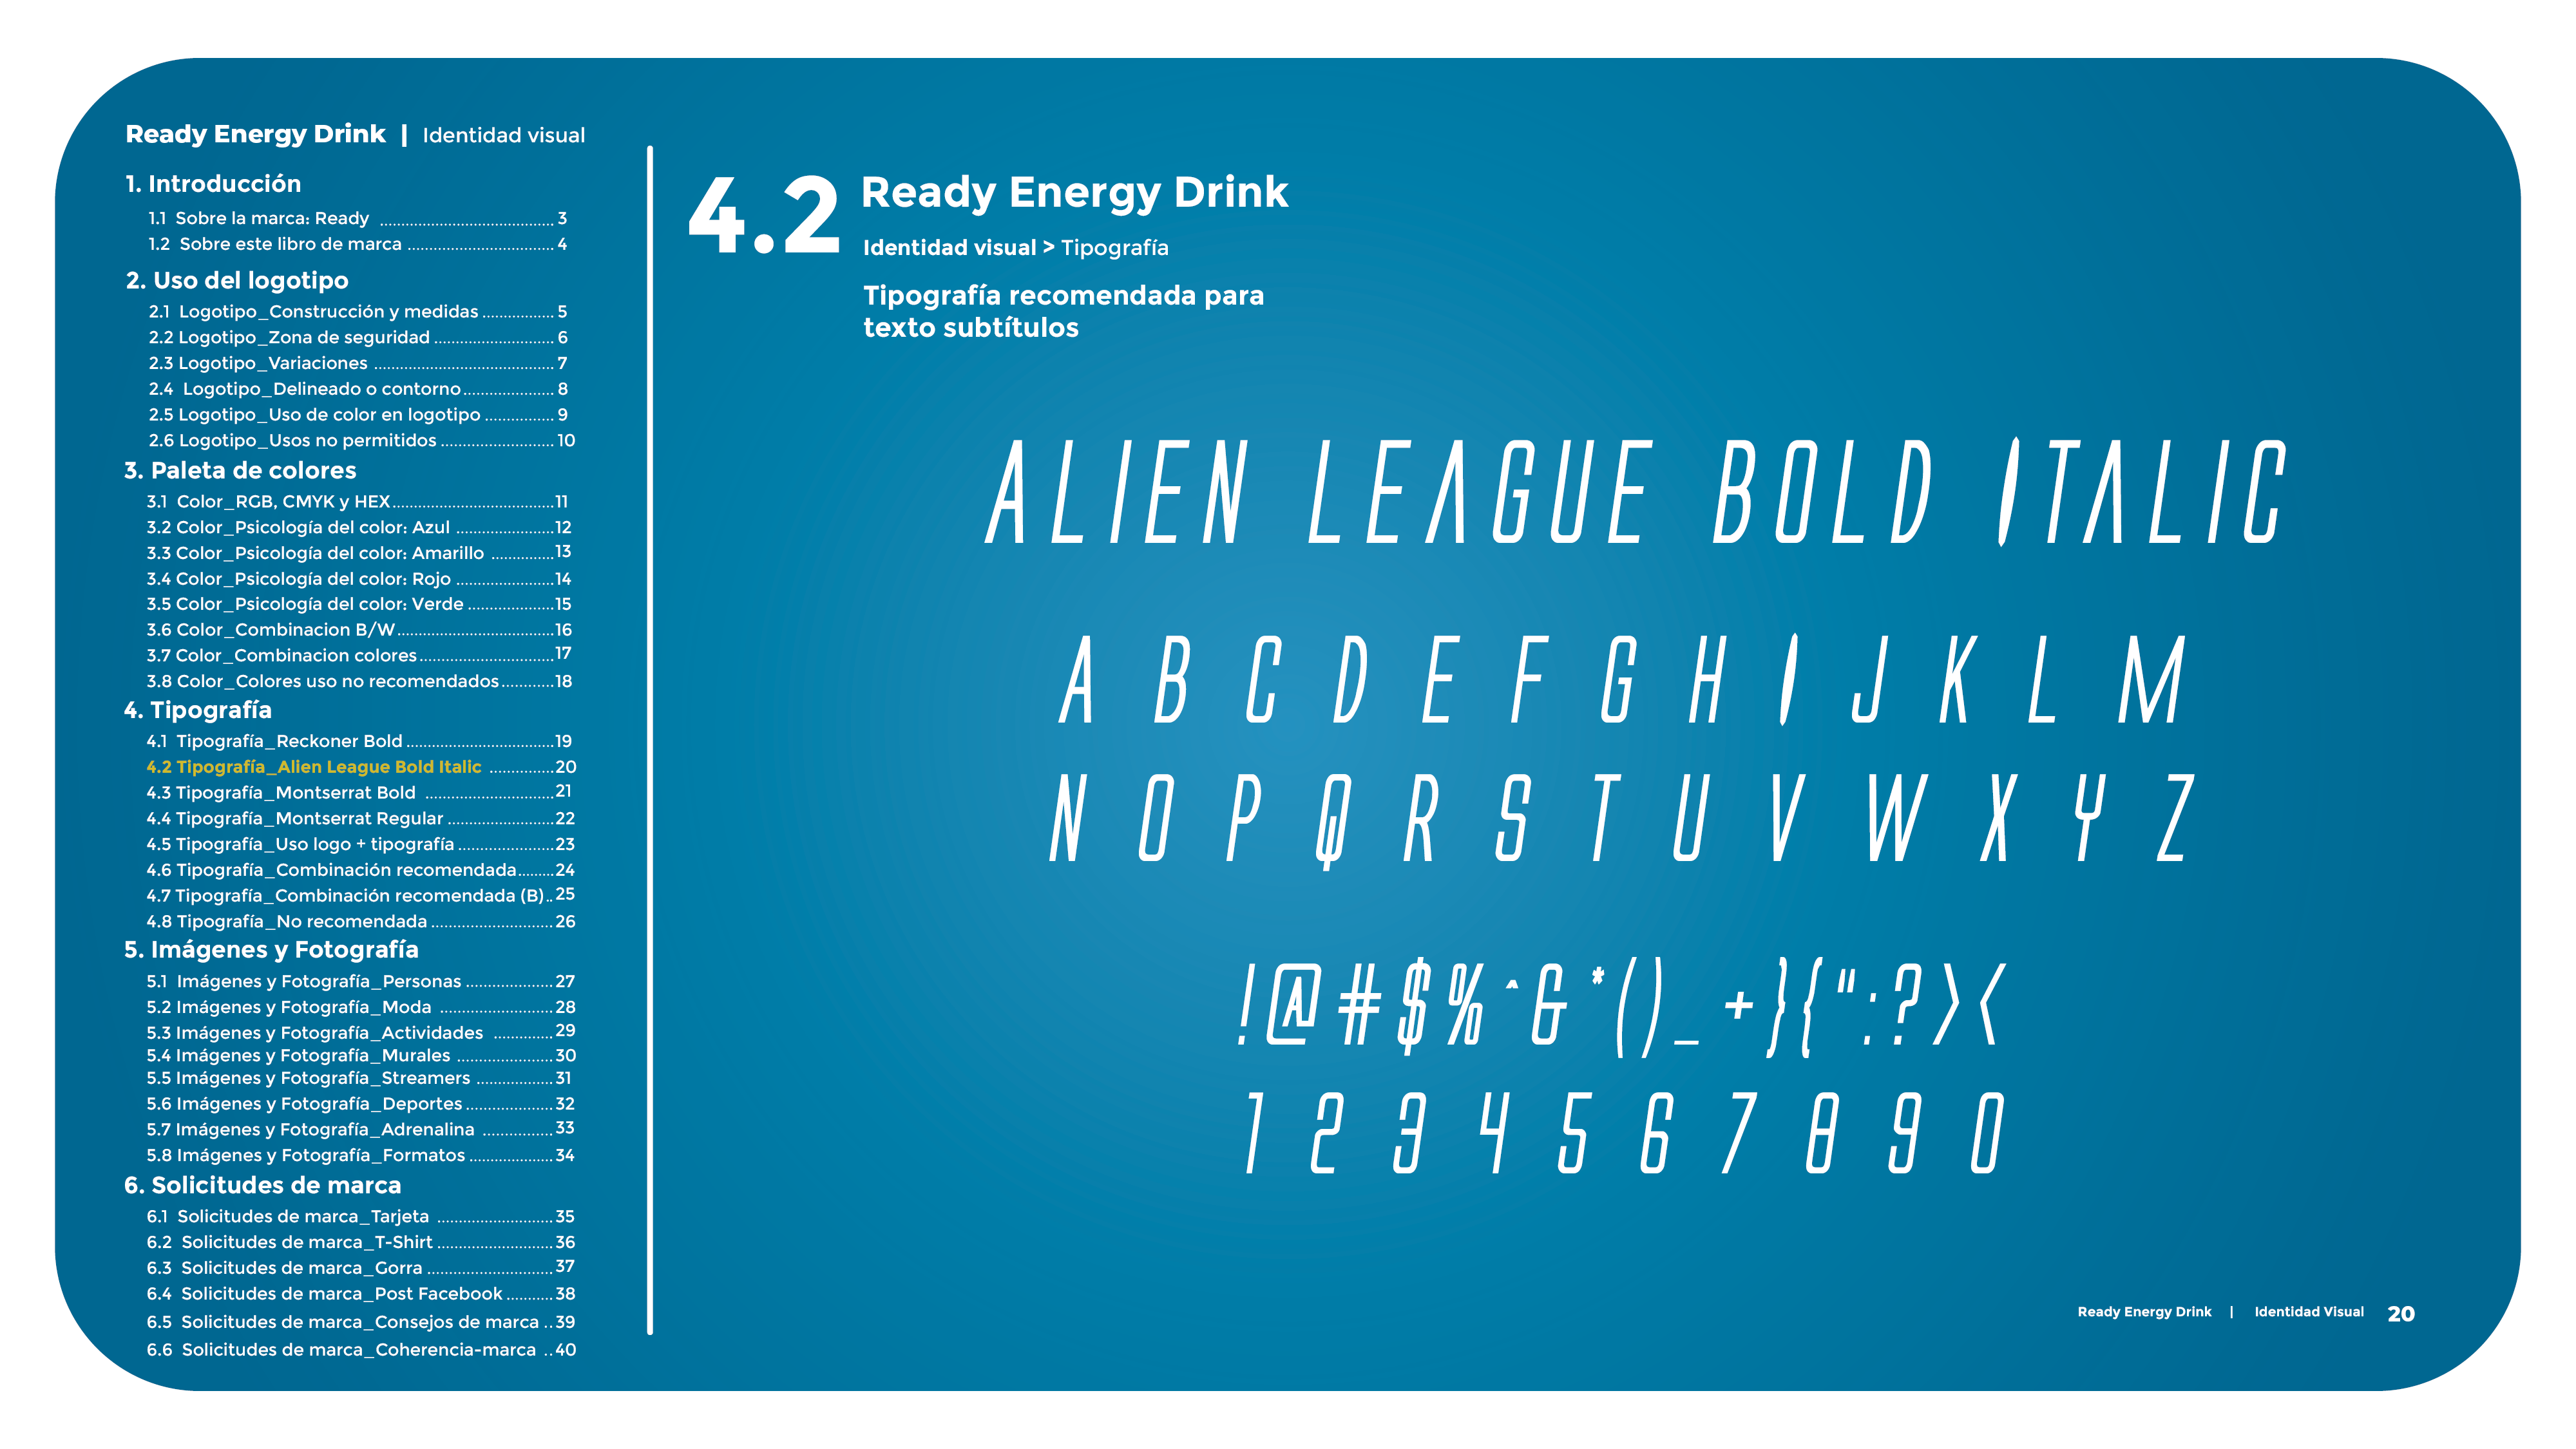 Ready Energy Drink | Identidad visual
1. Introducción
1.1 Sobre la marca: Ready ........................................ 3
1.2 Sobre este libro de marca .................................. 4
2. Uso del logotipo
2.1 Logotipo_Construcción y medidas ................ 5
2.2 Logotipo_Zona de seguridad ........................... 6
2.3 Logotipo_Variaciones ......................................... 7
2.4 Logotipo_Delineado o contorno ..................... 8
2.5 Logotipo_Uso de color en logotipo ................ 9
2.6 Logotipo_Usos no permitidos .......................... 10
3. Paleta de colores
3.1 Color_RGB, CMYK y HEX ..................................... 11
3.2 Color_Psicología del color: Azul ...................... 12
3.3 Color_Psicología del color: Amarillo .............. 13
3.4 Color_Psicología del color: Rojo ...................... 14
3.5 Color_Psicología del color: Verde .................... 15
3.6 Color_Combinacion B/W .................................... 16
3.7 Color_Combinacion colores ............................... 17
3.8 Color_Colores uso no recomendados ............ 18
4. Tipografía
4.1 Tipografía_Reckoner Bold .................................. 19
4.2 Tipografía_Alien League Bold Italic ............... 20
4.3 Tipografía_Montserrat Bold ............................. 21
4.4 Tipografía_Montserrat Regular ........................ 22
4.5 Tipografía_Uso logo + tipografía ...................... 23
4.6 Tipografía_Combinación recomendada ........ 24
4.7 Tipografía_Combinación recomendada (B) .. 25
4.8 Tipografía_No recomendada ............................ 26
5. Imágenes y Fotografía
5.1 Imágenes y Fotografía_Personas .................... 27
5.2 Imágenes y Fotografía_Moda .......................... 28
5.3 Imágenes y Fotografía_Actividades .............. 29
5.4 Imágenes y Fotografía_Murales ...................... 30
5.5 Imágenes y Fotografía_Streamers .................. 31
5.6 Imágenes y Fotografía_Deportes .................... 32
5.7 Imágenes y Fotografía_Adrenalina ................ 33
5.8 Imágenes y Fotografía_Formatos ................... 34
6. Solicitudes de marca
6.1 Solicitudes de marca_Tarjeta ........................... 35
6.2 Solicitudes de marca_T-Shirt ........................... 36
6.3 Solicitudes de marca_Gorra ............................. 37
6.4 Solicitudes de marca_Post Facebook ........... 38
6.5 Solicitudes de marca_Consejos de marca .. 39
6.6 Solicitudes de marca_Coherencia-marca .. 40
4.2 Ready Energy Drink
Identidad visual > Tipografía
Tipografía recomendada para
texto subtítulos
ALIEN LEAGUE BOLD ITALIC
A B C D E F G H I J K L M
N O P Q R S T U V W X Y Z
!@#$%^&*()_+}{":?><
1 2 3 4 5 6 7 8 9 0
Ready Energy Drink | Identidad Visual 20